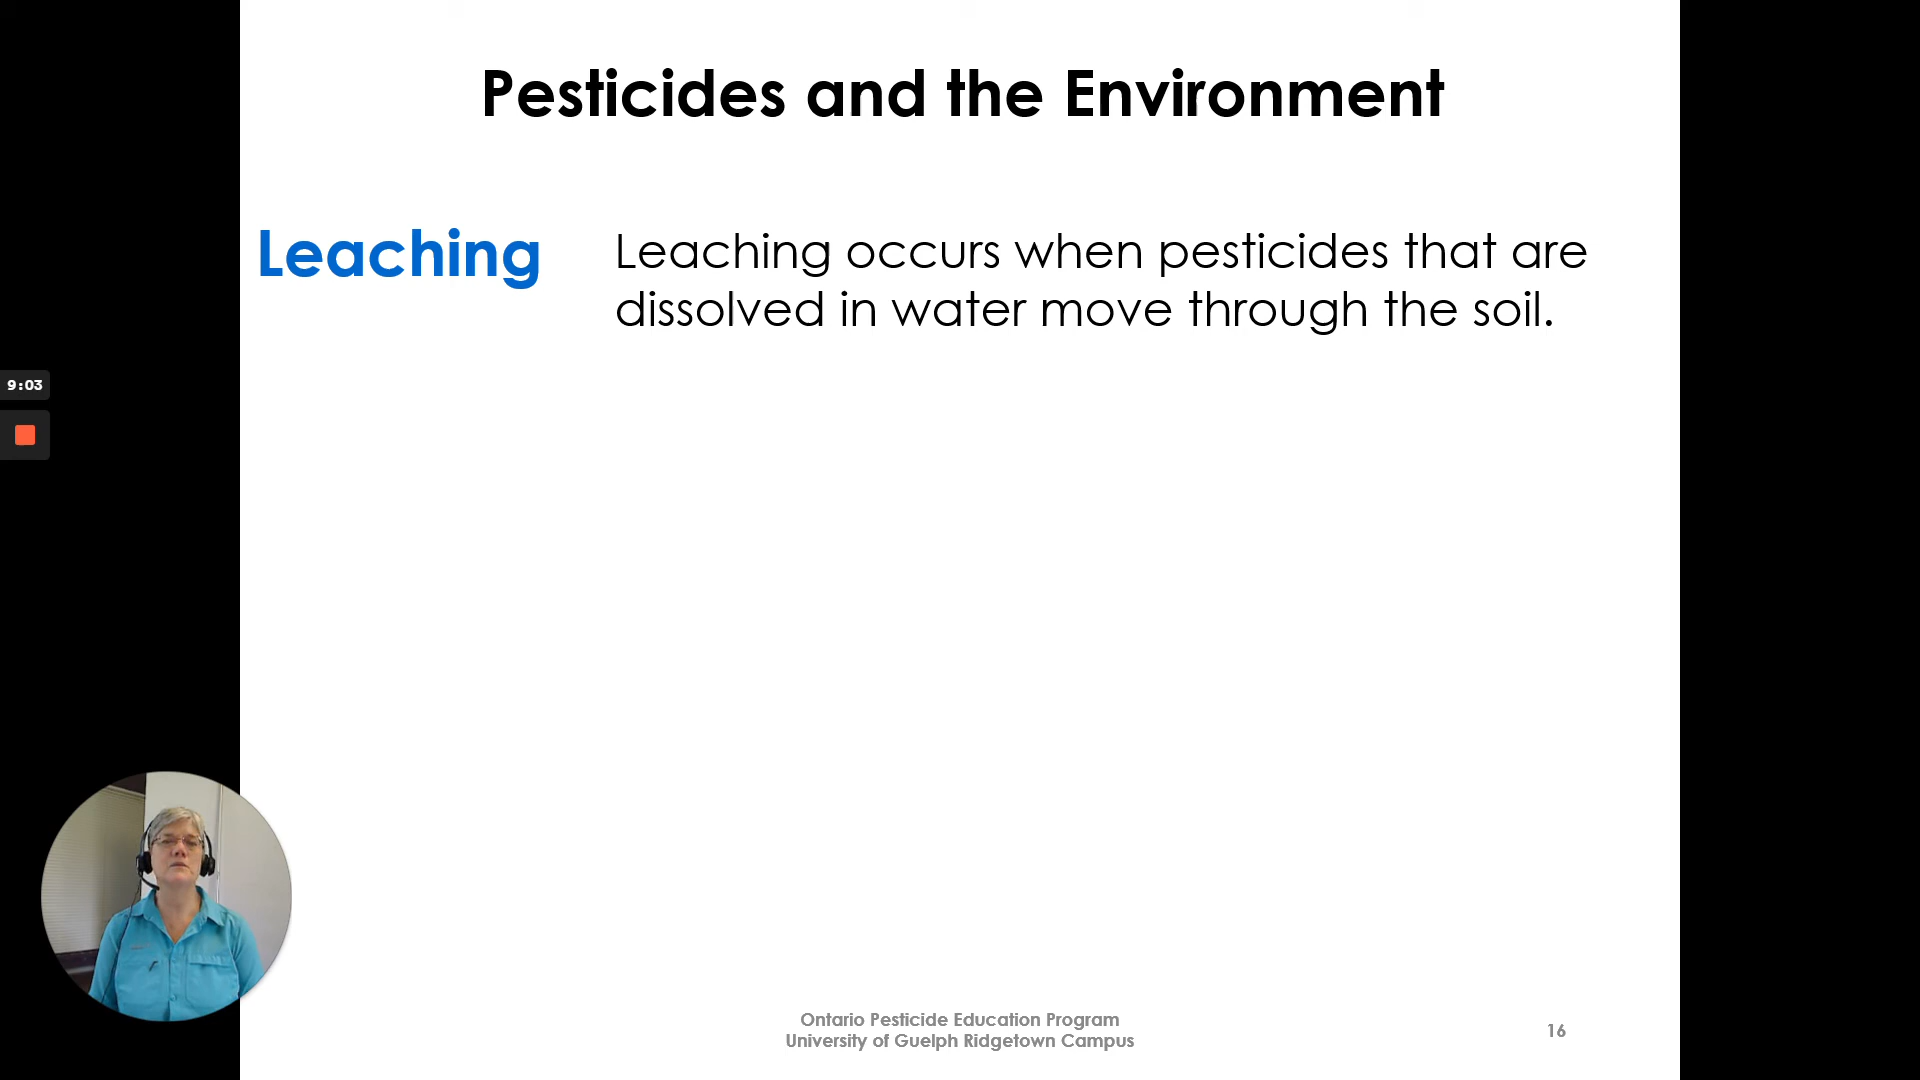 Pesticides and the Environment
Leaching
Leaching occurs when pesticides that are
dissolved in water move through the soil.
9:03
Ontario Pesticide Education Program
University of Guelph Ridgetown Campus
16